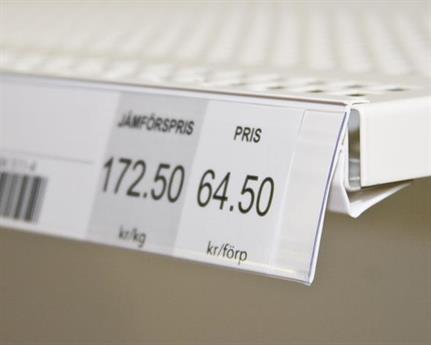 JÄMFÖRSPRIS PRIS
172.50 64.50
kr/kg kr/förp